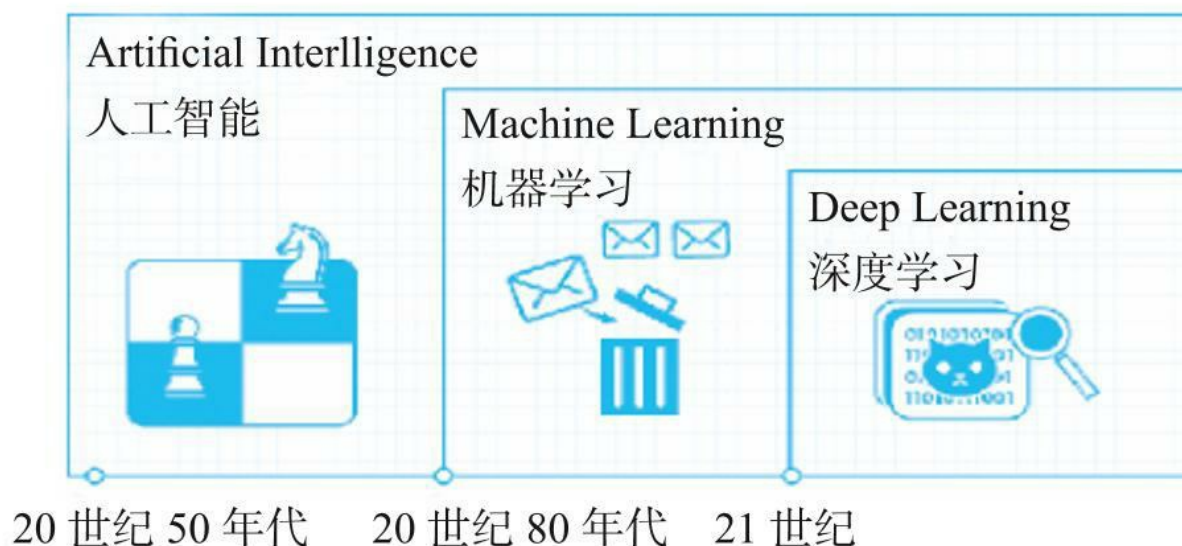 Artificial Interlligence
人工智能
Machine Learning
机器学习
Deep Learning
深度学习
20 世纪 50 年代
20 世纪 80 年代
21 世纪